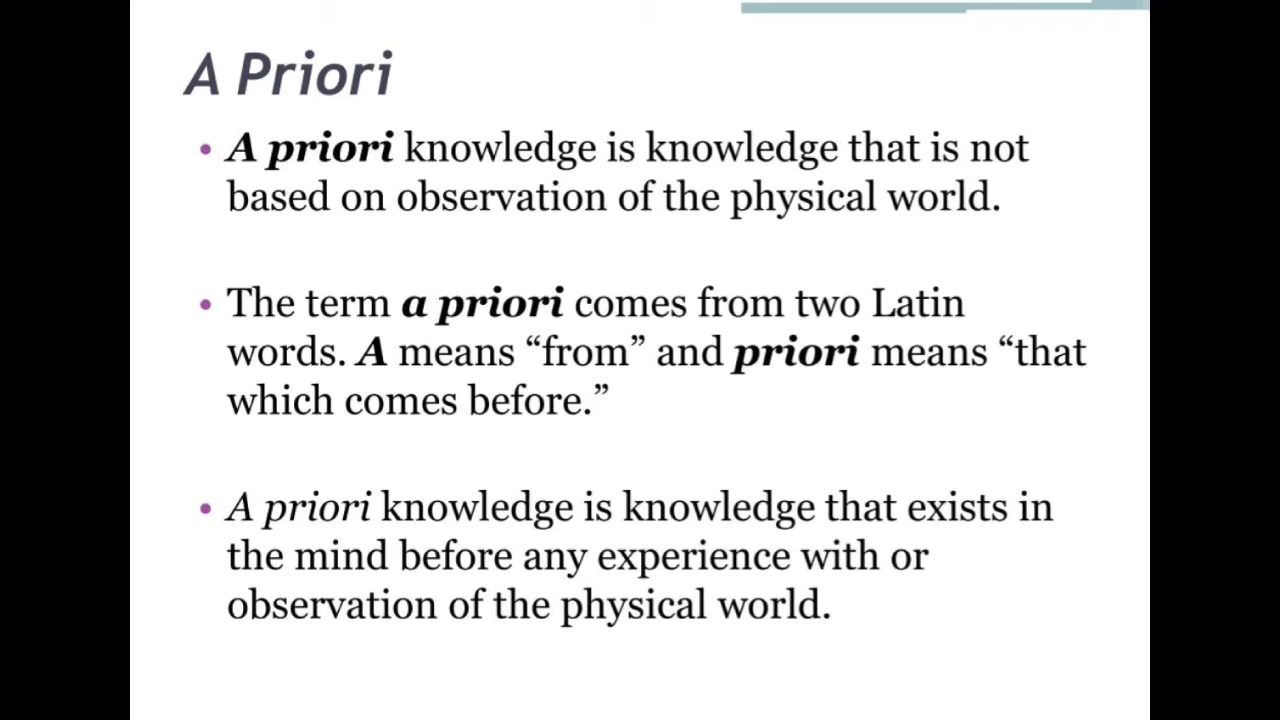 A Priori
• A priori knowledge is knowledge that is not
based on observation of the physical world.
• The term a priori comes from two Latin
words. A means “from” and priori means “that
which comes before.”
• A priori knowledge is knowledge that exists in
the mind before any experience with or
observation of the physical world.